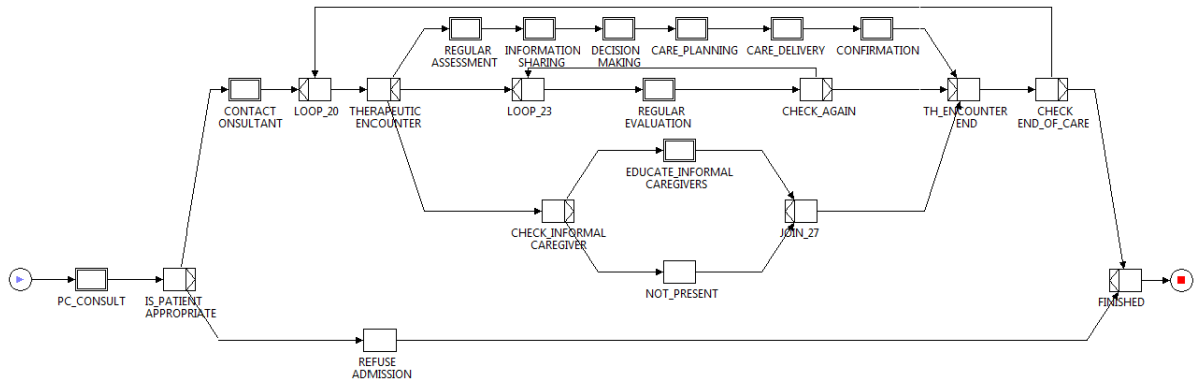 REGULAR
ASSESSMENT
INFORMATION
SHARING
DECISION
MAKING
CARE_PLANNING
CARE_DELIVERY
CONFIRMATION
CONTACT
ONSULTANT
LOOP_20
THERAPEUTIC
ENCOUNTER
LOOP_23
REGULAR
EVALUATION
CHECK_AGAIN
TH_ENCOUNTER
END
CHECK
END_OF_CARE
EDUCATE_INFORMAL
CAREGIVERS
CHECK_INFORMAL
CAREGIVER
JOIN_27
NOT_PRESENT
PC_CONSULT
IS_PATIENT
APPROPRIATE
FINISHED
REFUSE
ADMISSION